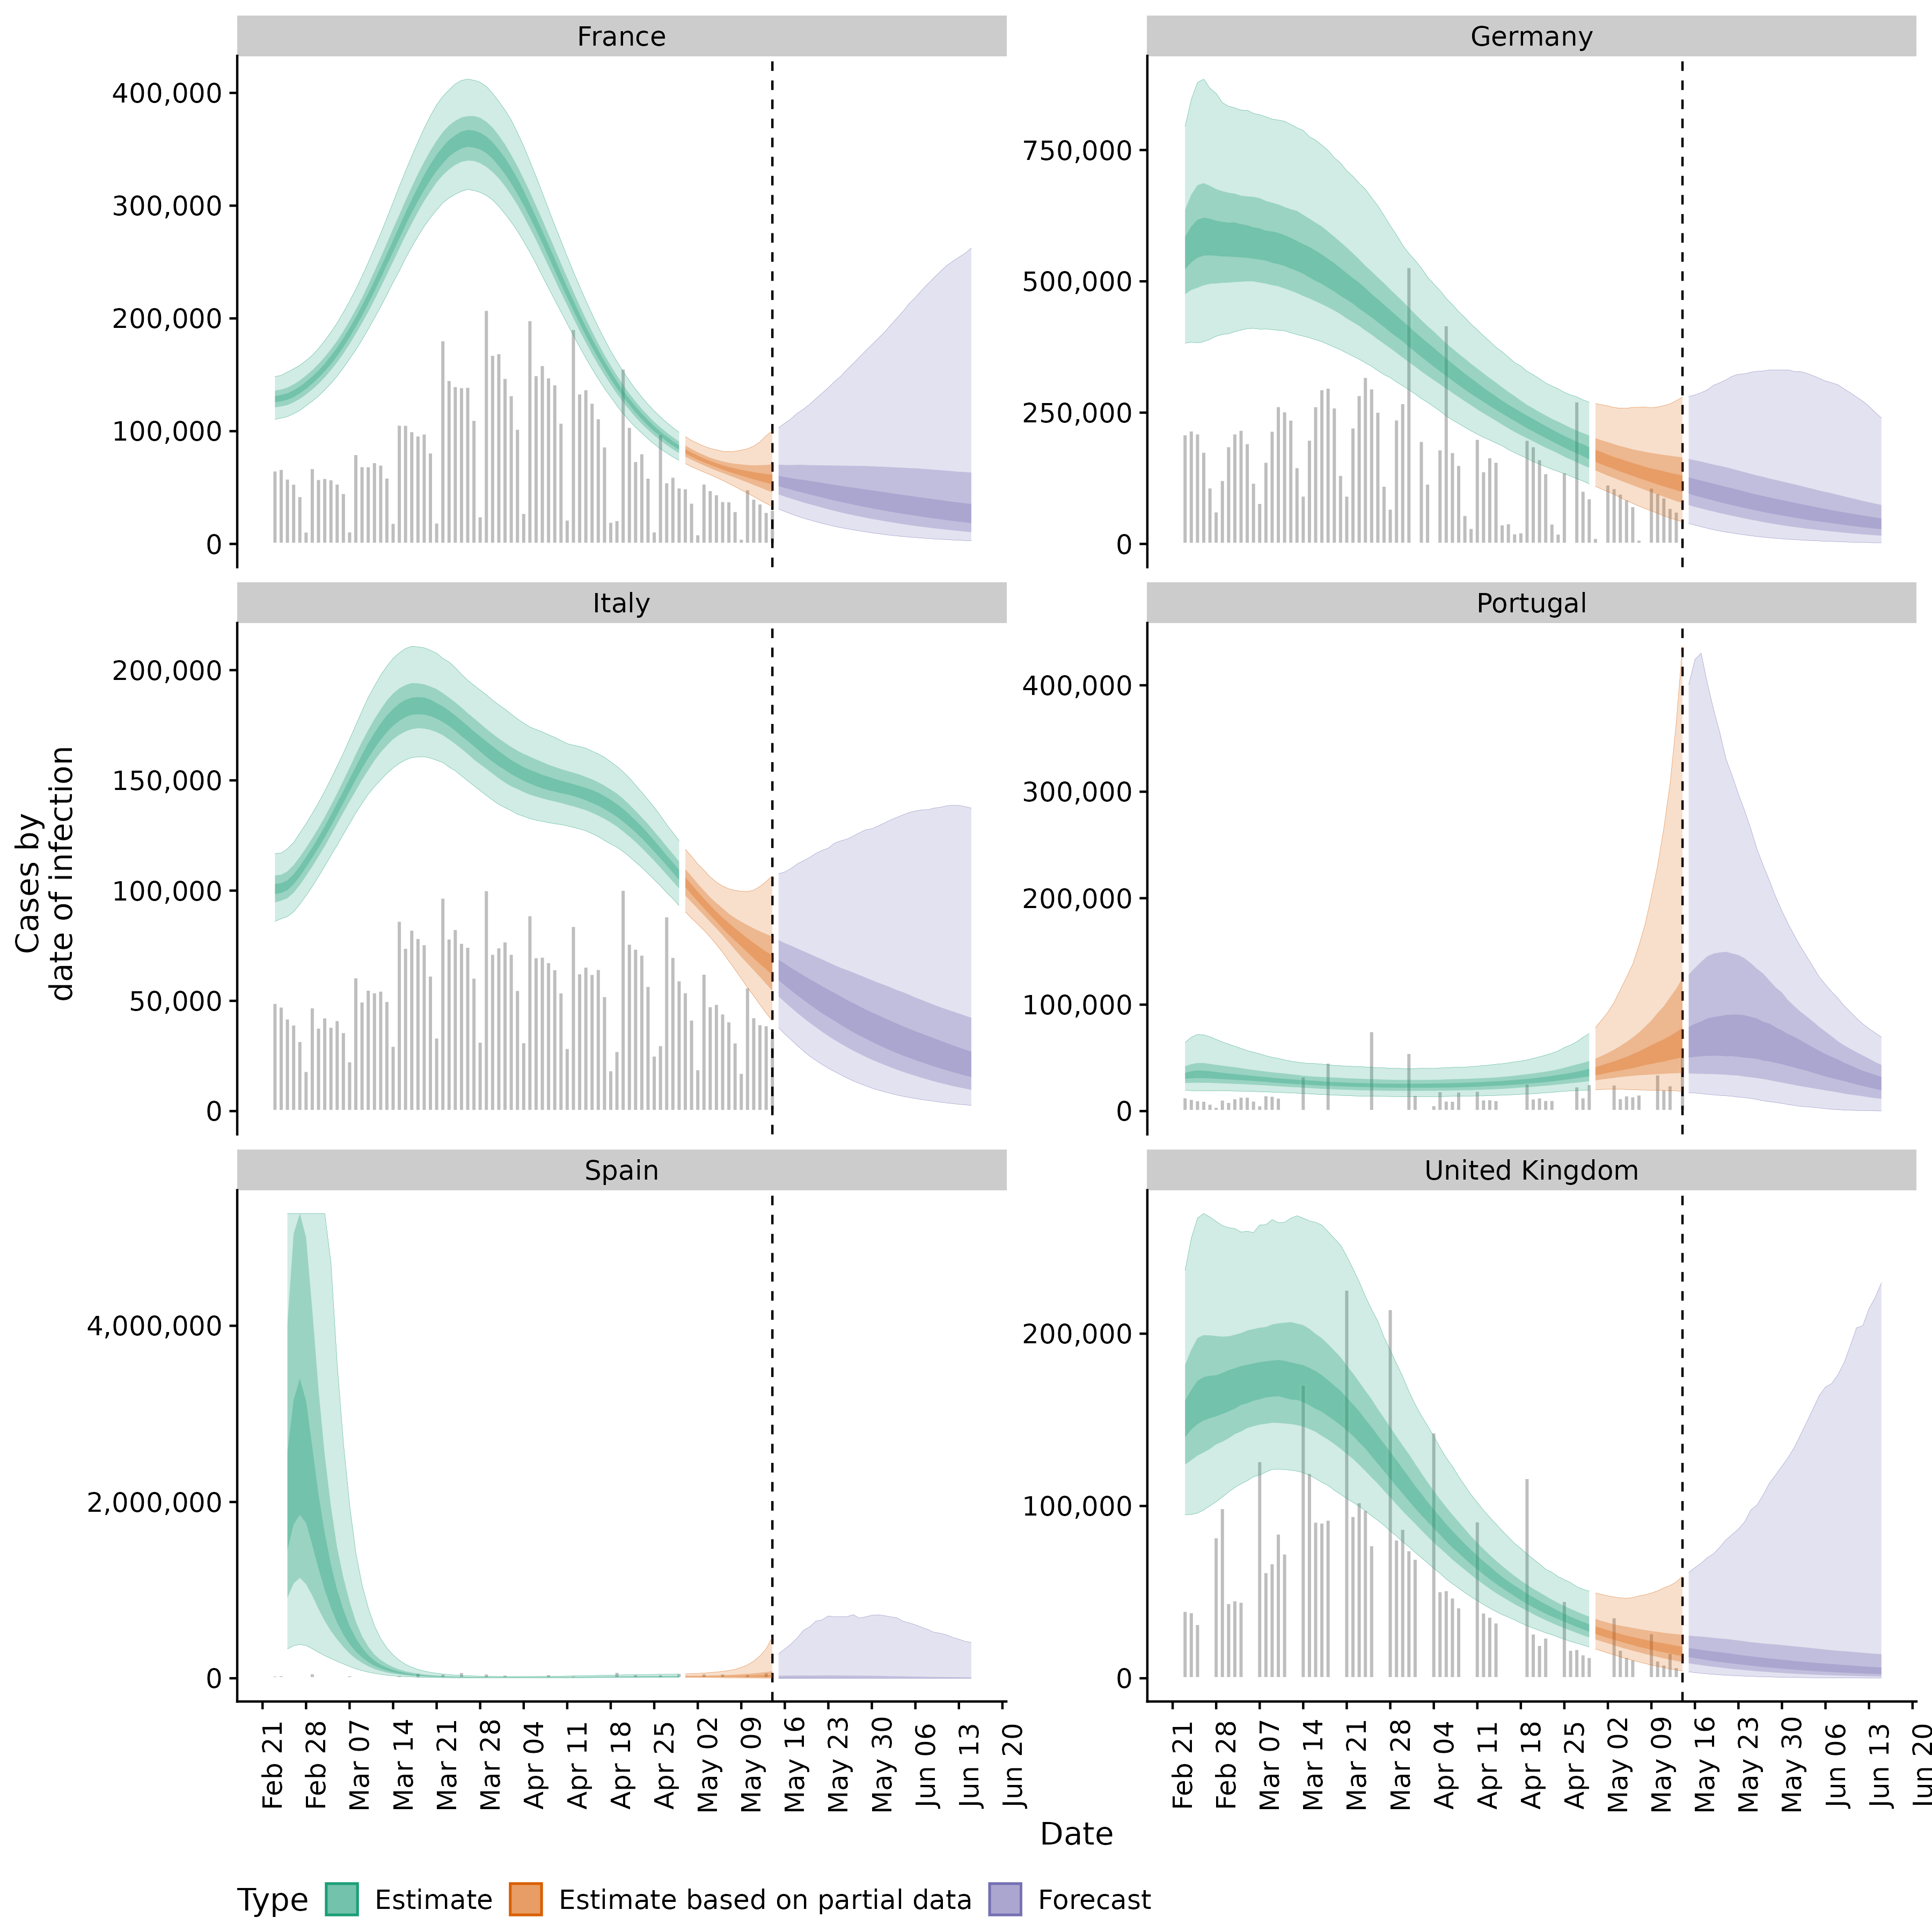 France
Germany
400,000
300,000
200,000
100,000
0
750,000
500,000
250,000
0
Italy
Portugal
200,000
150,000
100,000
50,000
0
400,000
300,000
200,000
100,000
0
Cases by
date of infection
Spain
United Kingdom
4,000,000
2,000,000
0
200,000
100,000
0
Feb 21
Feb 28
Mar 07
Mar 14
Mar 21
Mar 28
Apr 04
Apr 11
Apr 18
Apr 25
May 02
May 09
May 16
May 23
May 30
Jun 06
Jun 13
Jun 20
Feb 21
Feb 28
Mar 07
Mar 14
Mar 21
Mar 28
Apr 04
Apr 11
Apr 18
Apr 25
May 02
May 09
May 16
May 23
May 30
Jun 06
Jun 13
Jun 20
Date
Type Estimate Estimate based on partial data Forecast